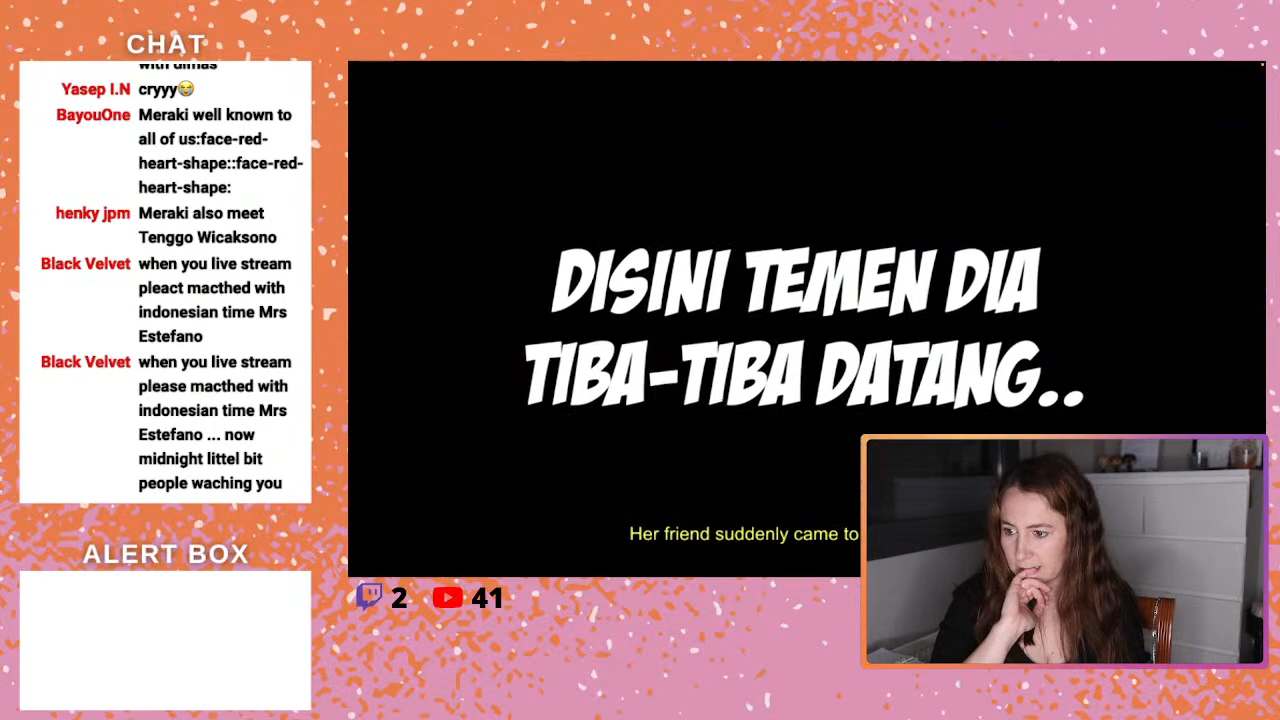 CHAT
with dimas
Yasep I.N cryyy😭
BayouOne Meraki well known to
all of us:face-red-
heart-shape::face-red-
heart-shape:
henky jpm Meraki also meet
Tenggo Wicaksono
Black Velvet when you live stream
pleact macthed with
indonesian time Mrs
Estefano
Black Velvet when you live stream
please macthed with
indonesian time Mrs
Estefano ... now
midnight littel bit
people waching you
ALERT BOX
DISINI TEMEN DIA
TIBA-TIBA DATANG..
Her friend suddenly came to
2 41